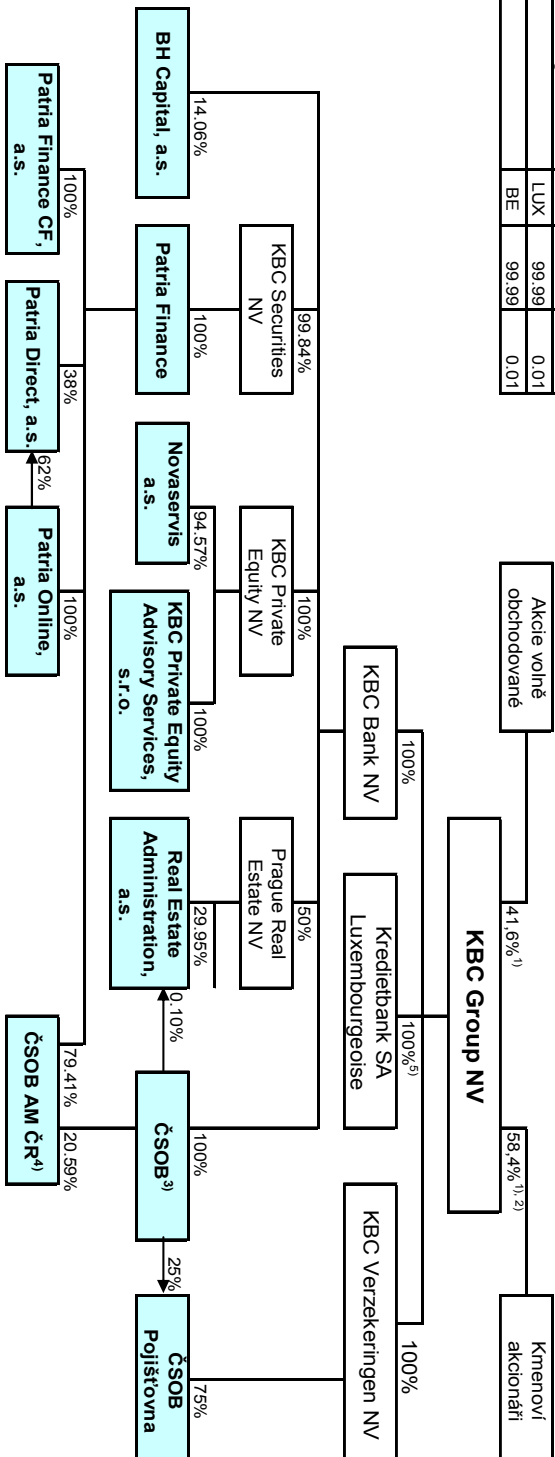 LUX 99.99 0.01
BE 99.99 0.01
Akcie volně
obchodované
41,6%1)
58,4%1), 2)
Kmenoví
akcionáři
KBC Group NV
KBC Bank NV
100%
Kredietbank SA
Luxembourgeoise
100%5)
KBC Verzekeringen NV
100%
KBC Securities
NV
99.84%
KBC Private
Equity NV
100%
Prague Real
Estate NV
50%
BH Capital, a.s.
14.06%
Patria Finance
100%
Novaservis
a.s.
94.57%
KBC Private Equity
Advisory Services,
s.r.o.
100%
Real Estate
Administration,
a.s.
29.95%
0.10%
ČSOB3)
100%
25%
ČSOB
Pojišťovna
75%
Patria Finance CF,
a.s.
100%
Patria Direct, a.s.
38%
62%
Patria Online,
a.s.
100%
ČSOB AM ČR4)
79.41%
20.59%